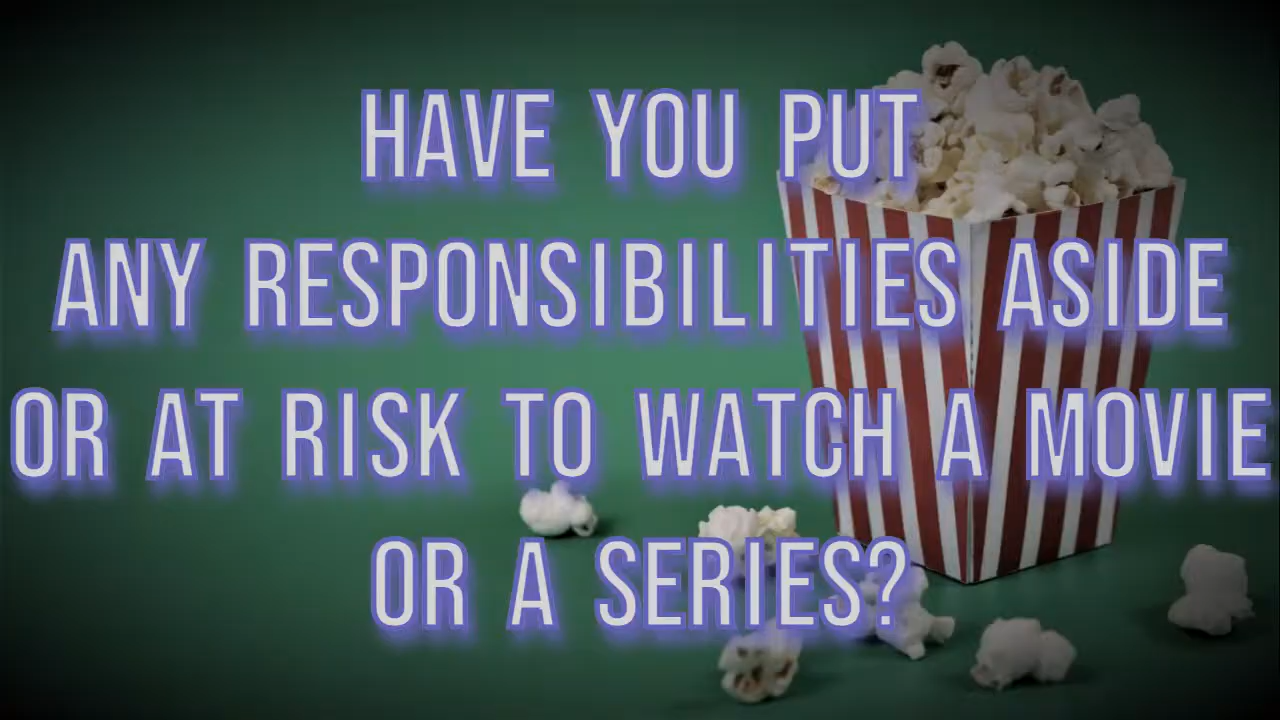 HAVE YOU PUT
ANY RESPONSIBILITIES ASIDE
OR AT RISK TO WATCH A MOVIE
OR A SERIES?